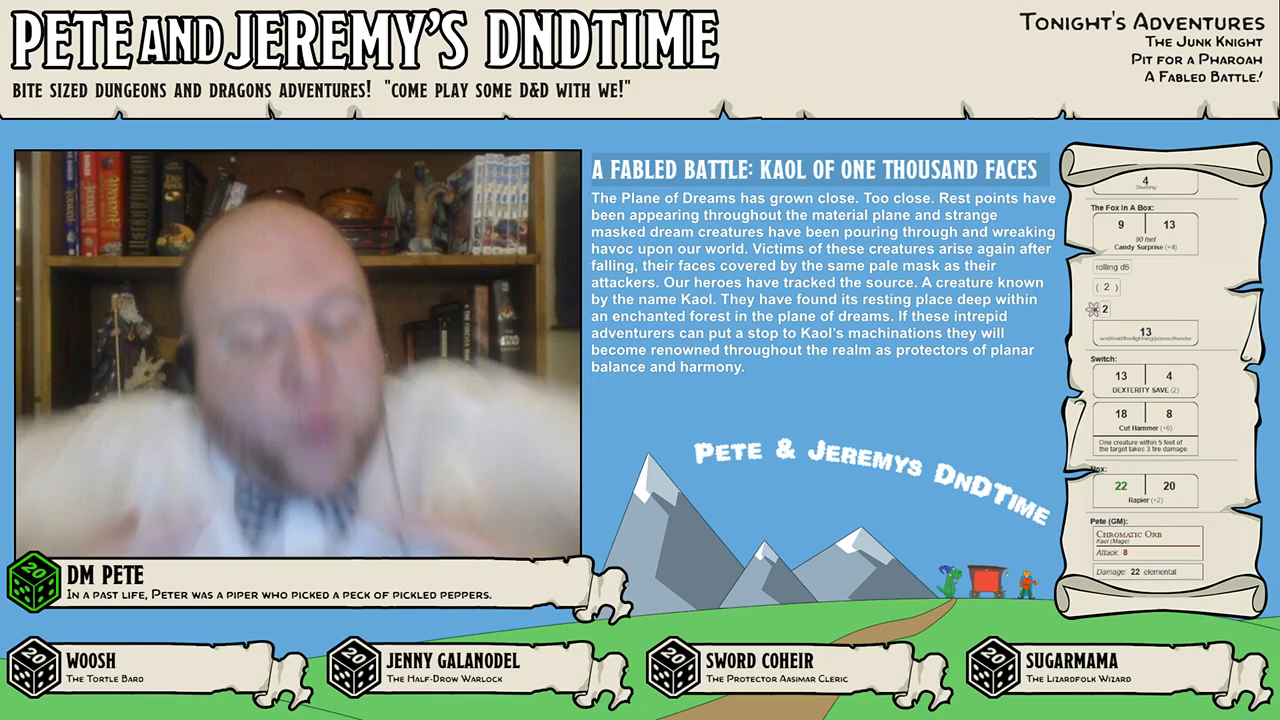 PETE AND JEREMY'S DNDTIME
BITE SIZED DUNGEONS AND DRAGONS ADVENTURES! "COME PLAY SOME D&D WITH WE!"
TONIGHT'S ADVENTURES
THE JUNK KNIGHT
PIT FOR A PHAROAH
A FABLED BATTLE!
A FABLED BATTLE: KAOL OF ONE THOUSAND FACES
The Plane of Dreams has grown close. Too close. Rest points have
been appearing throughout the material plane and strange
masked dream creatures have been pouring through and wreaking
havoc upon our world. Victims of these creatures arise again after
falling, their faces covered by the same pale mask as their
attackers. Our heroes have tracked the source. A creature known
by the name Kaol. They have found its resting place deep within
an enchanted forest in the plane of dreams. If these intrepid
adventurers can put a stop to Kaol's machinations they will
become renowned throughout the realm as protectors of planar
balance and harmony.
PETE & JEREMYS DNDTIME
4
The Fox In A Box:
9 13
90 feet
Candy Surprise (+4)
rolling d6
( 2 )
2
13
Switch:
13 4
DEXTERITY SAVE (2)
18 8
Cut Hammer (+6)
One creature within 5 feet of
the target takes 3 fire damage.
Nox:
22 20
Rapier (+2)
Pete (GM):
CHROMATIC ORB
Kaol (Mage)
Attack: 8
Damage: 22 elemental
20
DM PETE
IN A PAST LIFE, PETER WAS A PIPER WHO PICKED A PECK OF PICKLED PEPPERS.
20
WOOSH
THE TORTLE BARD
20
JENNY GALANODEL
THE HALF-DROW WARLOCK
20
SWORD COHEIR
THE PROTECTOR AASIMAR CLERIC
20
SUGARMAMA
THE LIZARDFOLK WIZARD